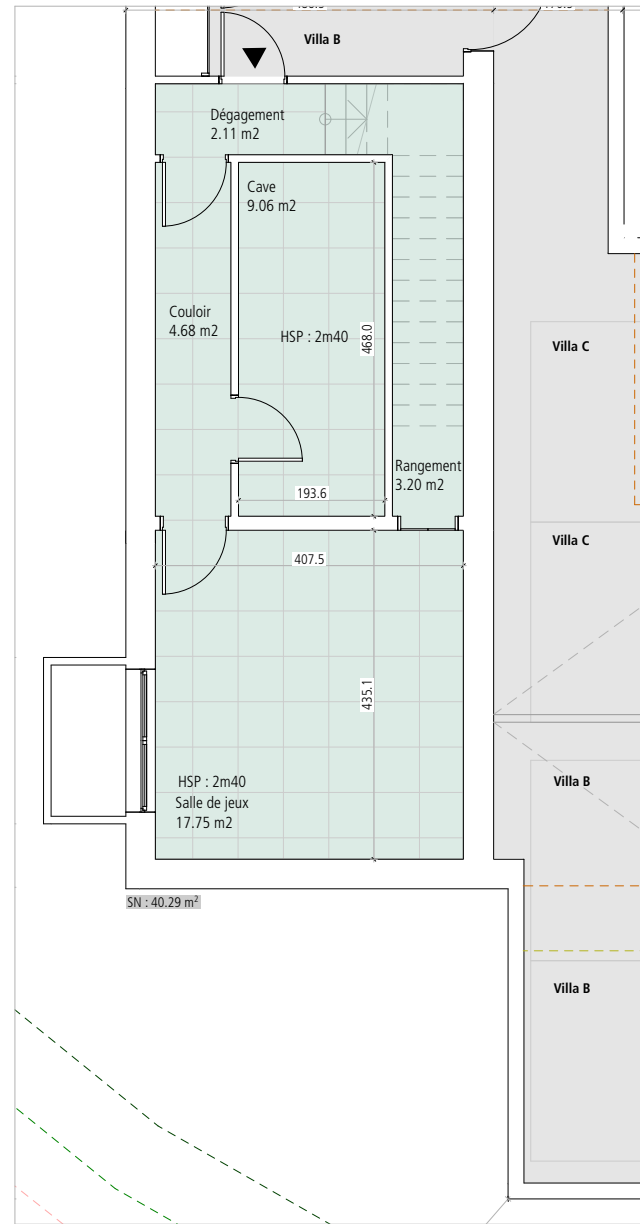 Villa B
Dégagement
2.11 m2
Cave
9.06 m2
Couloir
4.68 m2
HSP : 2m40
468.0
Villa C
Rangement
3.20 m2
193.6
Villa C
407.5
435.1
HSP : 2m40
Salle de jeux
17.75 m2
Villa B
SN : 40.29 m²
Villa B